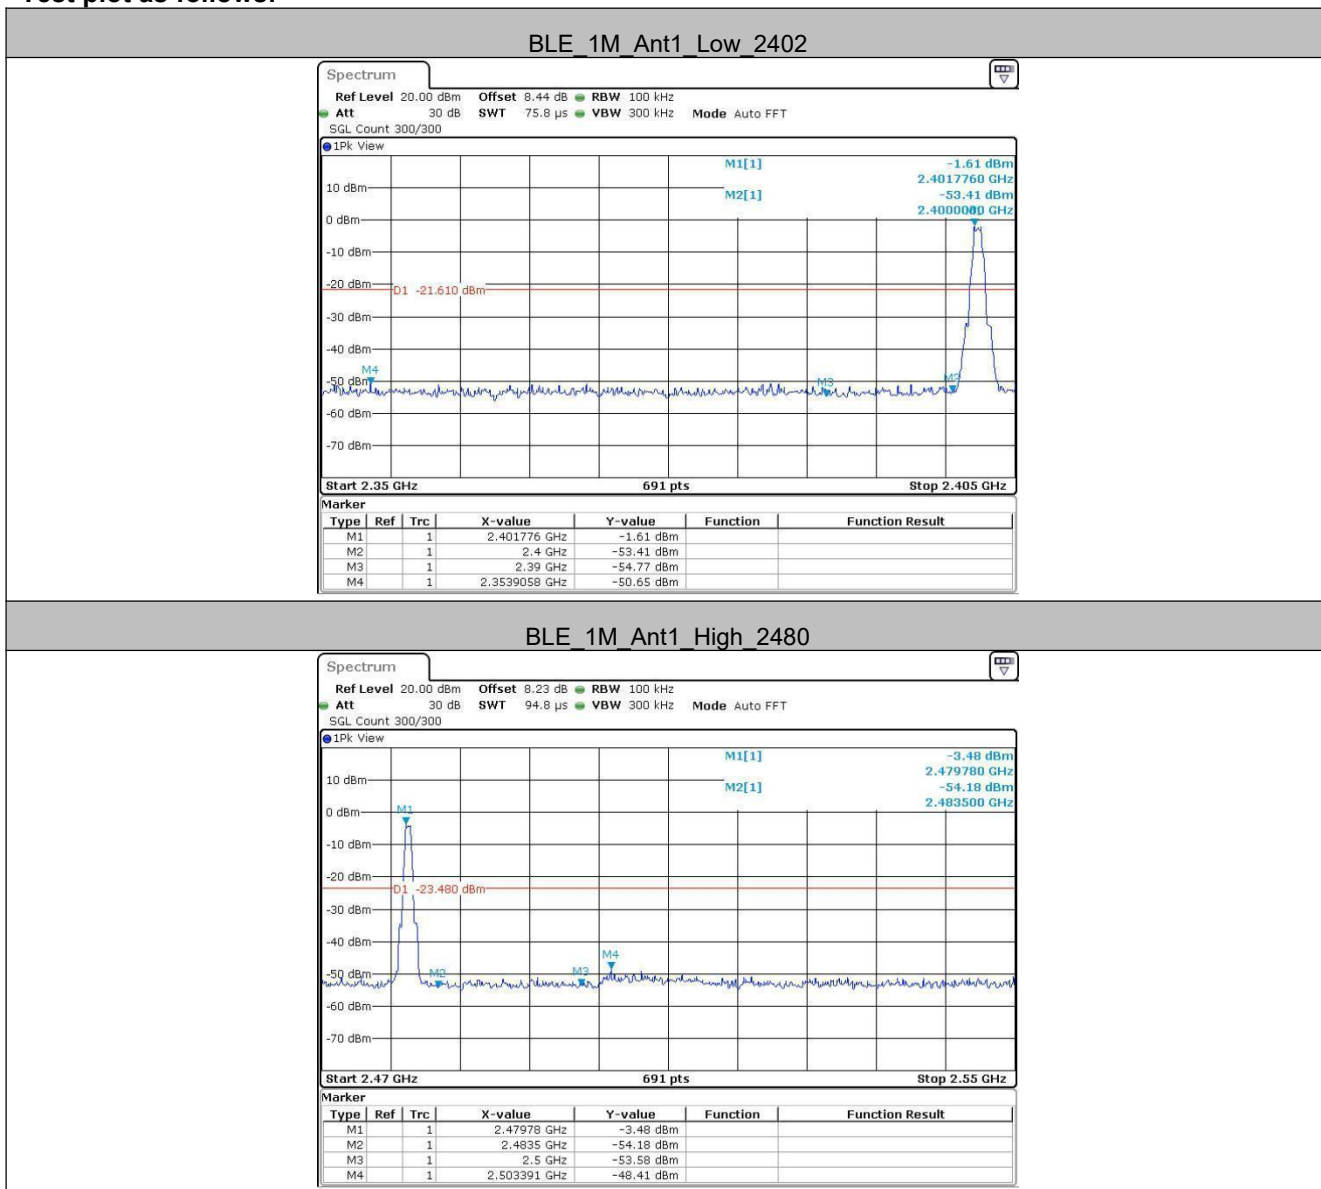 Test plot as follows:
BLE_1M_Ant1_Low_2402
Spectrum
Ref Level 20.00 dBm Offset 8.44 dB RBW 100 kHz
Att 30 dB SWT 75.8 µs VBW 300 kHz Mode Auto FFT
SGL Count 300/300
1Pk View
M1[1] -1.61 dBm
2.4017760 GHz
10 dBm
M2[1] -53.41 dBm
2.4000000 GHz
0 dBm
-10 dBm
-20 dBm
D1 -21.610 dBm
-30 dBm
-40 dBm
M4
-50 dBm
M3
M2
-60 dBm
-70 dBm
Start 2.35 GHz 691 pts Stop 2.405 GHz
Marker
Type Ref Trc X-value Y-value Function Function Result
M1 1 2.401776 GHz -1.61 dBm
M2 1 2.4 GHz -53.41 dBm
M3 1 2.39 GHz -54.77 dBm
M4 1 2.3539058 GHz -50.65 dBm
BLE_1M_Ant1_High_2480
Spectrum
Ref Level 20.00 dBm Offset 8.23 dB RBW 100 kHz
Att 30 dB SWT 94.8 µs VBW 300 kHz Mode Auto FFT
SGL Count 300/300
1Pk View
M1[1] -3.48 dBm
2.479780 GHz
10 dBm
M2[1] -54.18 dBm
2.483500 GHz
0 dBm
M1
-10 dBm
-20 dBm
D1 -23.480 dBm
-30 dBm
-40 dBm
M4
-50 dBm
M2
M3
-60 dBm
-70 dBm
Start 2.47 GHz 691 pts Stop 2.55 GHz
Marker
Type Ref Trc X-value Y-value Function Function Result
M1 1 2.47978 GHz -3.48 dBm
M2 1 2.4835 GHz -54.18 dBm
M3 1 2.5 GHz -53.58 dBm
M4 1 2.503391 GHz -48.41 dBm